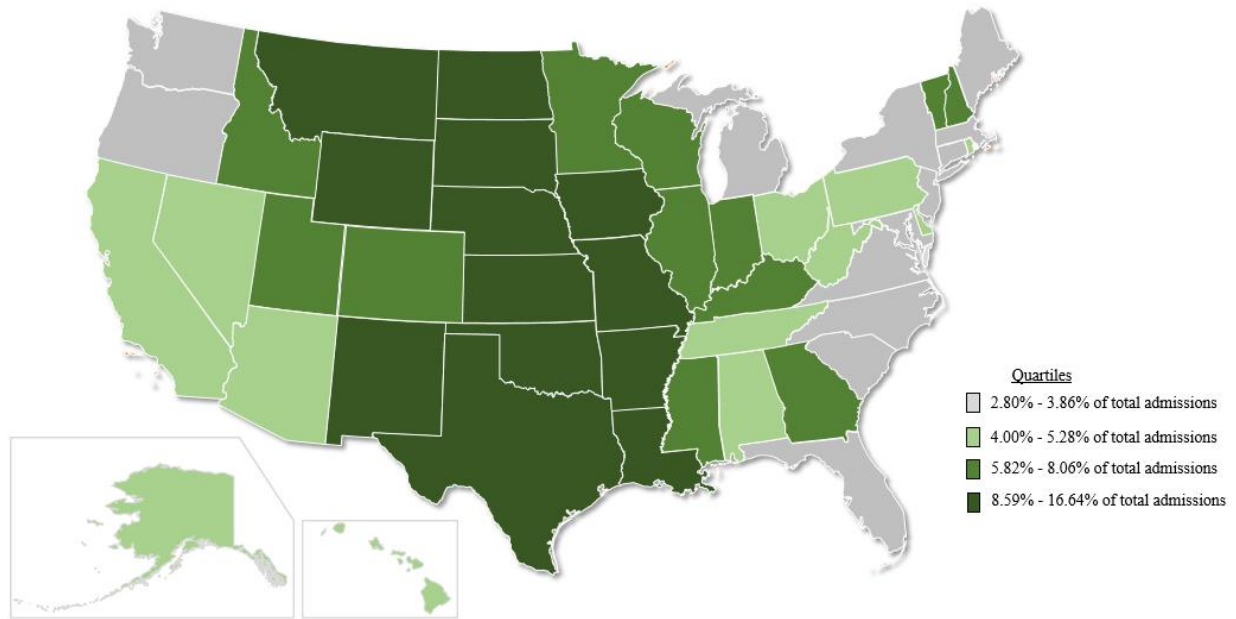 Quartiles
2.80% - 3.86% of total admissions
4.00% - 5.28% of total admissions
5.82% - 8.06% of total admissions
8.59% - 16.64% of total admissions